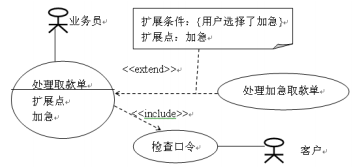 业务员
扩展条件：{用户选择了加急}
扩展点：加急
<<extend>>
处理取款单
扩展点
加急
处理加急取款单
<<include>>
检查口令
客户